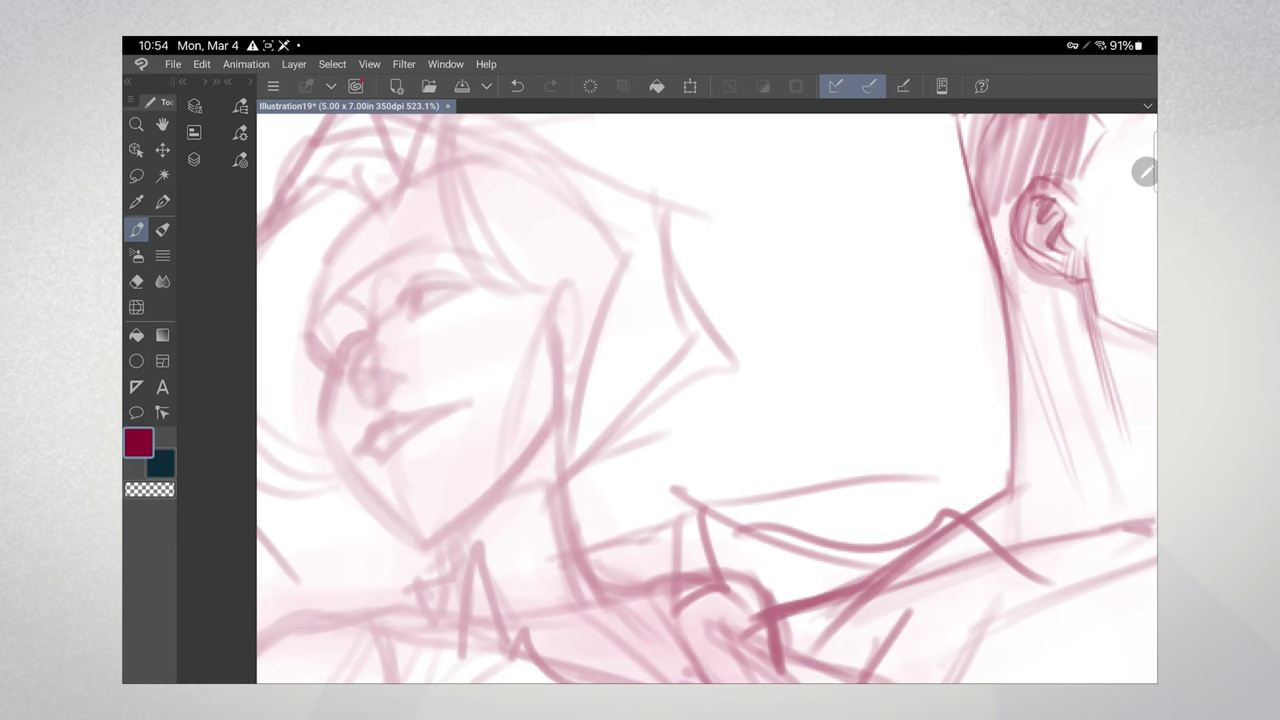 10:54 Mon, Mar 4 91%
File Edit Animation Layer Select View Filter Window Help
Illustration19* (5.00 x 7.00in 350dpi 523.1%)
Toc